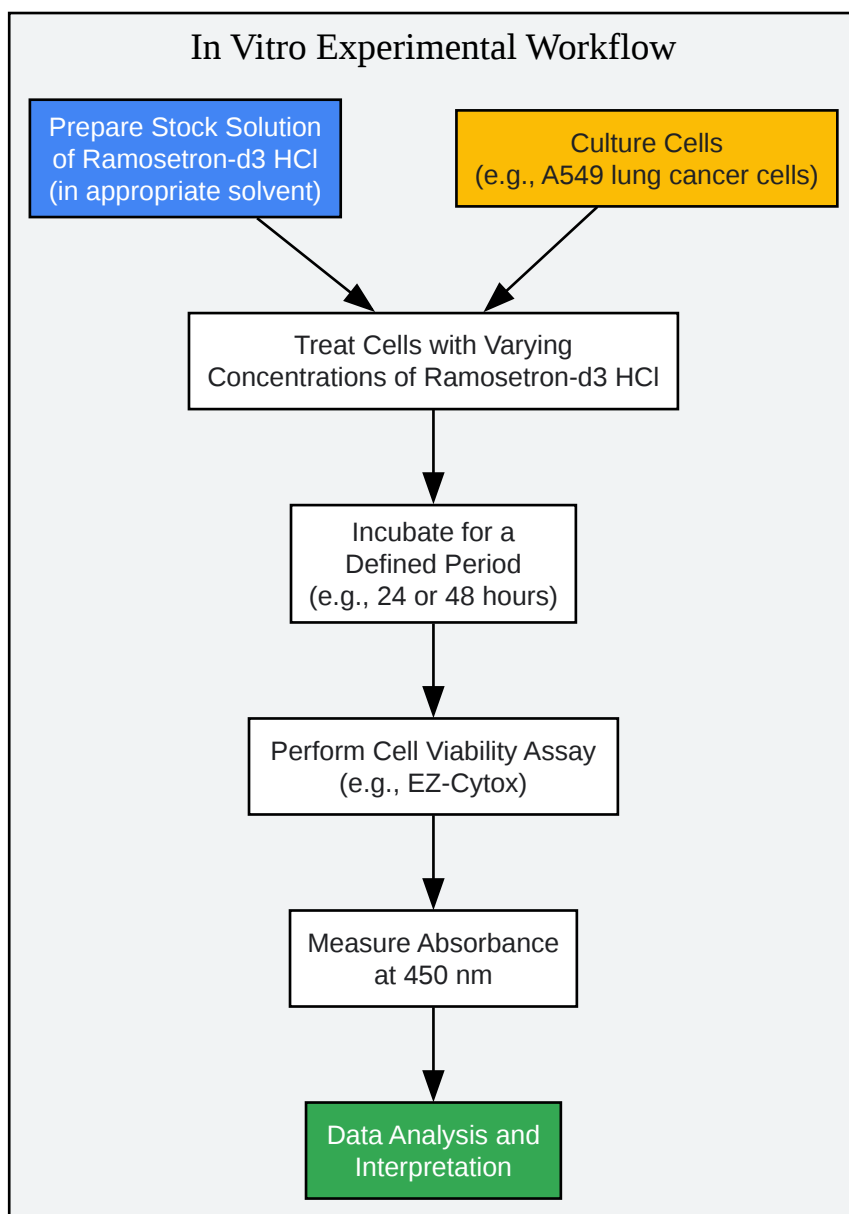 In Vitro Experimental Workflow
Prepare Stock Solution
of Ramosetron-d3 HCl
(in appropriate solvent)
Culture Cells
(e.g., A549 lung cancer cells)
Treat Cells with Varying
Concentrations of Ramosetron-d3 HCl
Incubate for a
Defined Period
(e.g., 24 or 48 hours)
Perform Cell Viability Assay
(e.g., EZ-Cytox)
Measure Absorbance
at 450 nm
Data Analysis and
Interpretation